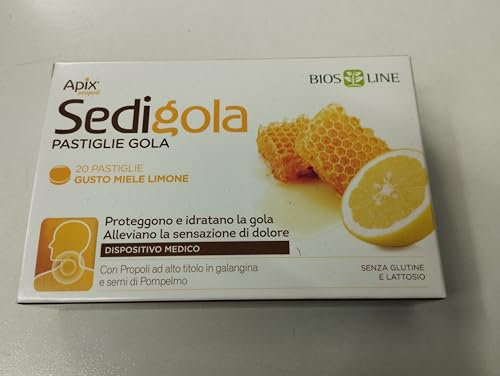 Apix®
propoli
BIOS LINE
Sedigola
PASTIGLIE GOLA
20 PASTIGLIE
GUSTO MIELE LIMONE
Proteggono e idratano la gola
Alleviano la sensazione di dolore
DISPOSITIVO MEDICO
Con Propoli ad alto titolo in galangina
e semi di Pompelmo
SENZA GLUTINE
E LATTOSIO